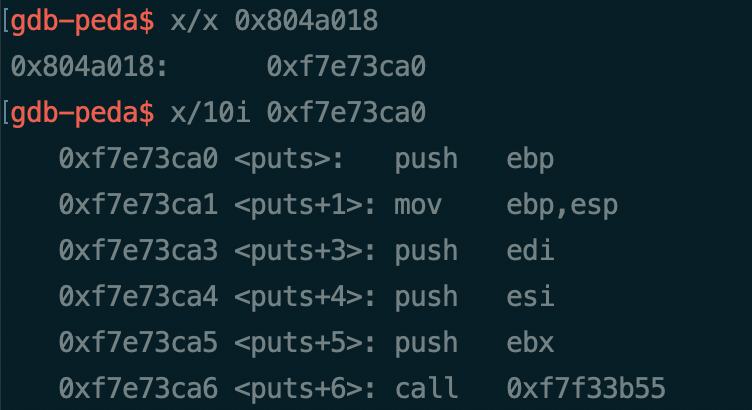 [gdb-peda$ x/x 0x804a018
0x804a018:      0xf7e73ca0
[gdb-peda$ x/10i 0xf7e73ca0
   0xf7e73ca0 <puts>:   push   ebp
   0xf7e73ca1 <puts+1>: mov    ebp,esp
   0xf7e73ca3 <puts+3>: push   edi
   0xf7e73ca4 <puts+4>: push   esi
   0xf7e73ca5 <puts+5>: push   ebx
   0xf7e73ca6 <puts+6>: call   0xf7f33b55